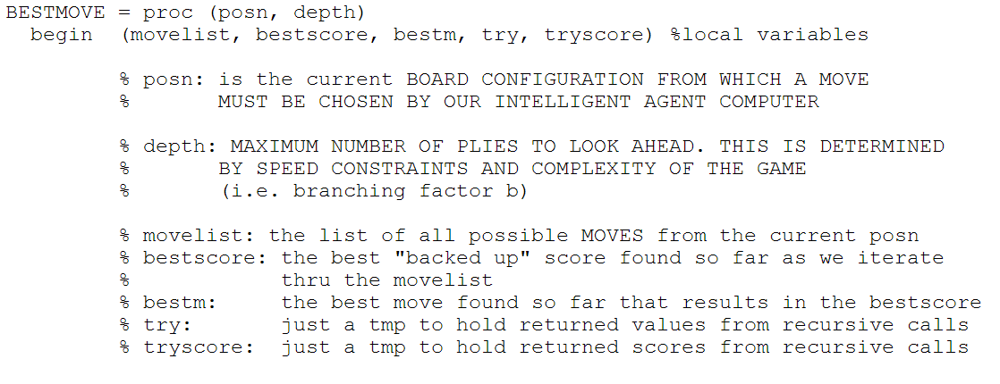 BESTMOVE = proc (posn, depth)
  begin  (movelist, bestscore, bestm, try, tryscore) %local variables

         % posn: is the current BOARD CONFIGURATION FROM WHICH A MOVE
         %       MUST BE CHOSEN BY OUR INTELLIGENT AGENT COMPUTER

         % depth: MAXIMUM NUMBER OF PLIES TO LOOK AHEAD. THIS IS DETERMINED
         %       BY SPEED CONSTRAINTS AND COMPLEXITY OF THE GAME
         %       (i.e. branching factor b)

         % movelist: the list of all possible MOVES from the current posn
         % bestscore: the best "backed up" score found so far as we iterate
         %            thru the movelist
         % bestm:     the best move found so far that results in the bestscore
         % try:       just a tmp to hold returned values from recursive calls
         % tryscore:  just a tmp to hold returned scores from recursive calls